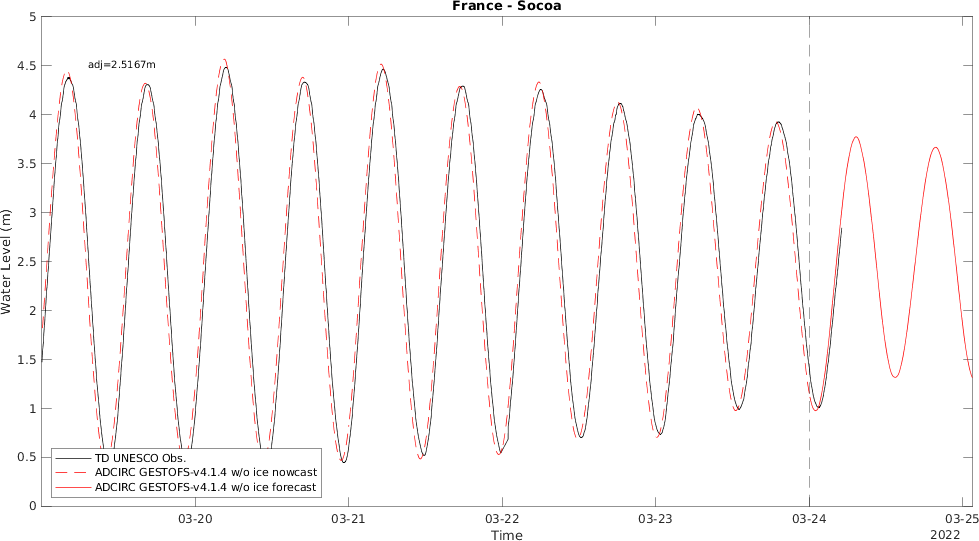 France - Socoa
5
4.5
4
3.5
3
2.5
2
1.5
1
0.5
0
Water Level (m)
adj=2.5167m
TD UNESCO Obs.
ADCIRC GESTOFS-v4.1.4 w/o ice nowcast
ADCIRC GESTOFS-v4.1.4 w/o ice forecast
03-20 03-21 03-22 03-23 03-24 03-25
Time
2022